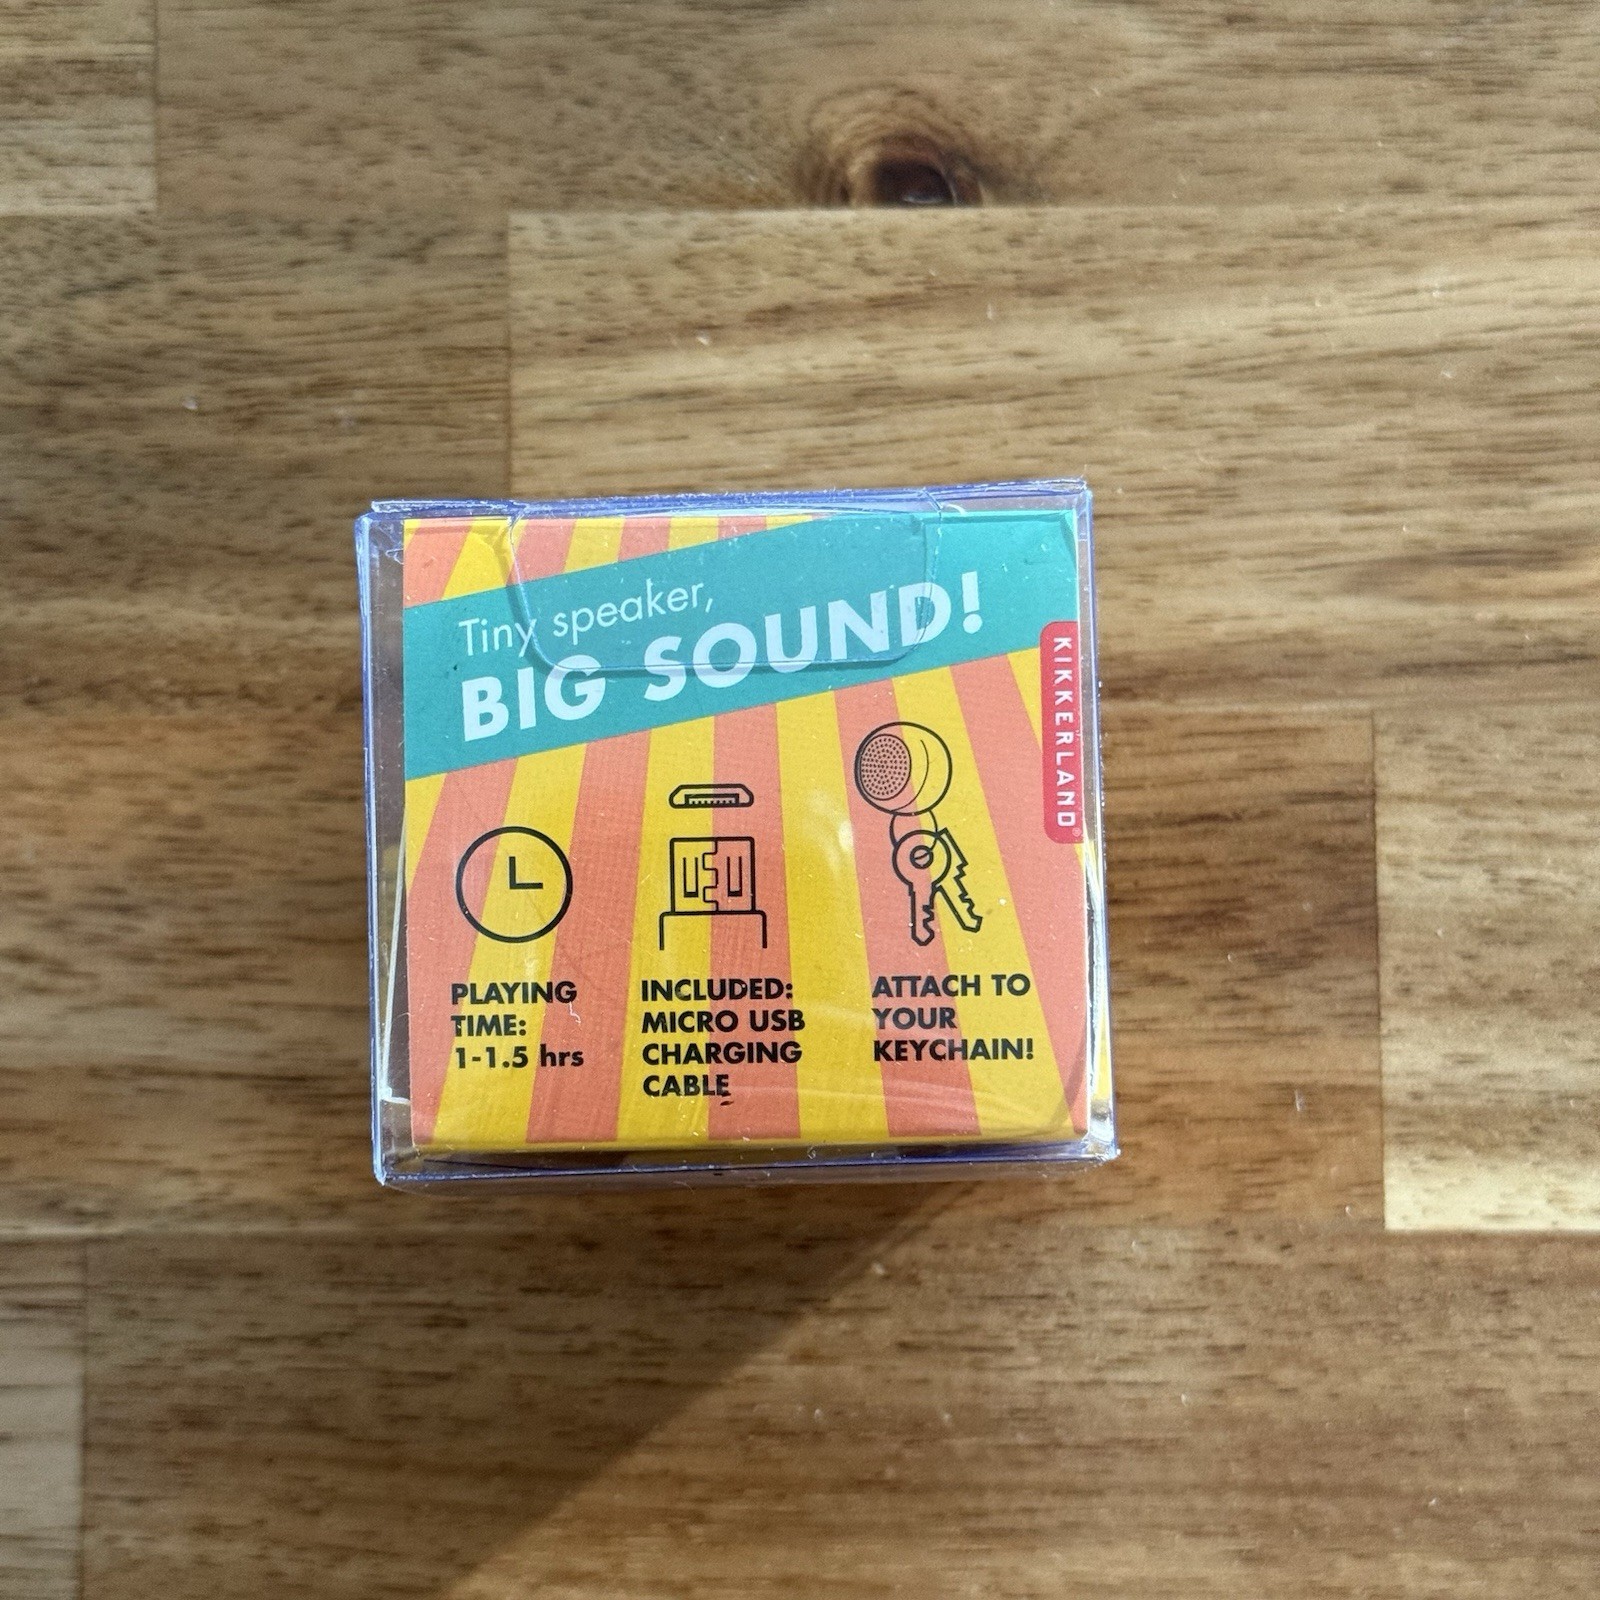 Tiny speaker,
BIG SOUND!
KIKKERLAND®
PLAYING
TIME:
1-1.5 hrs
INCLUDED:
MICRO USB
CHARGING
CABLE
ATTACH TO
YOUR
KEYCHAIN!